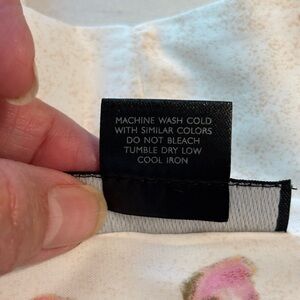 MACHINE WASH COLD
WITH SIMILAR COLORS
DO NOT BLEACH
TUMBLE DRY LOW
COOL IRON